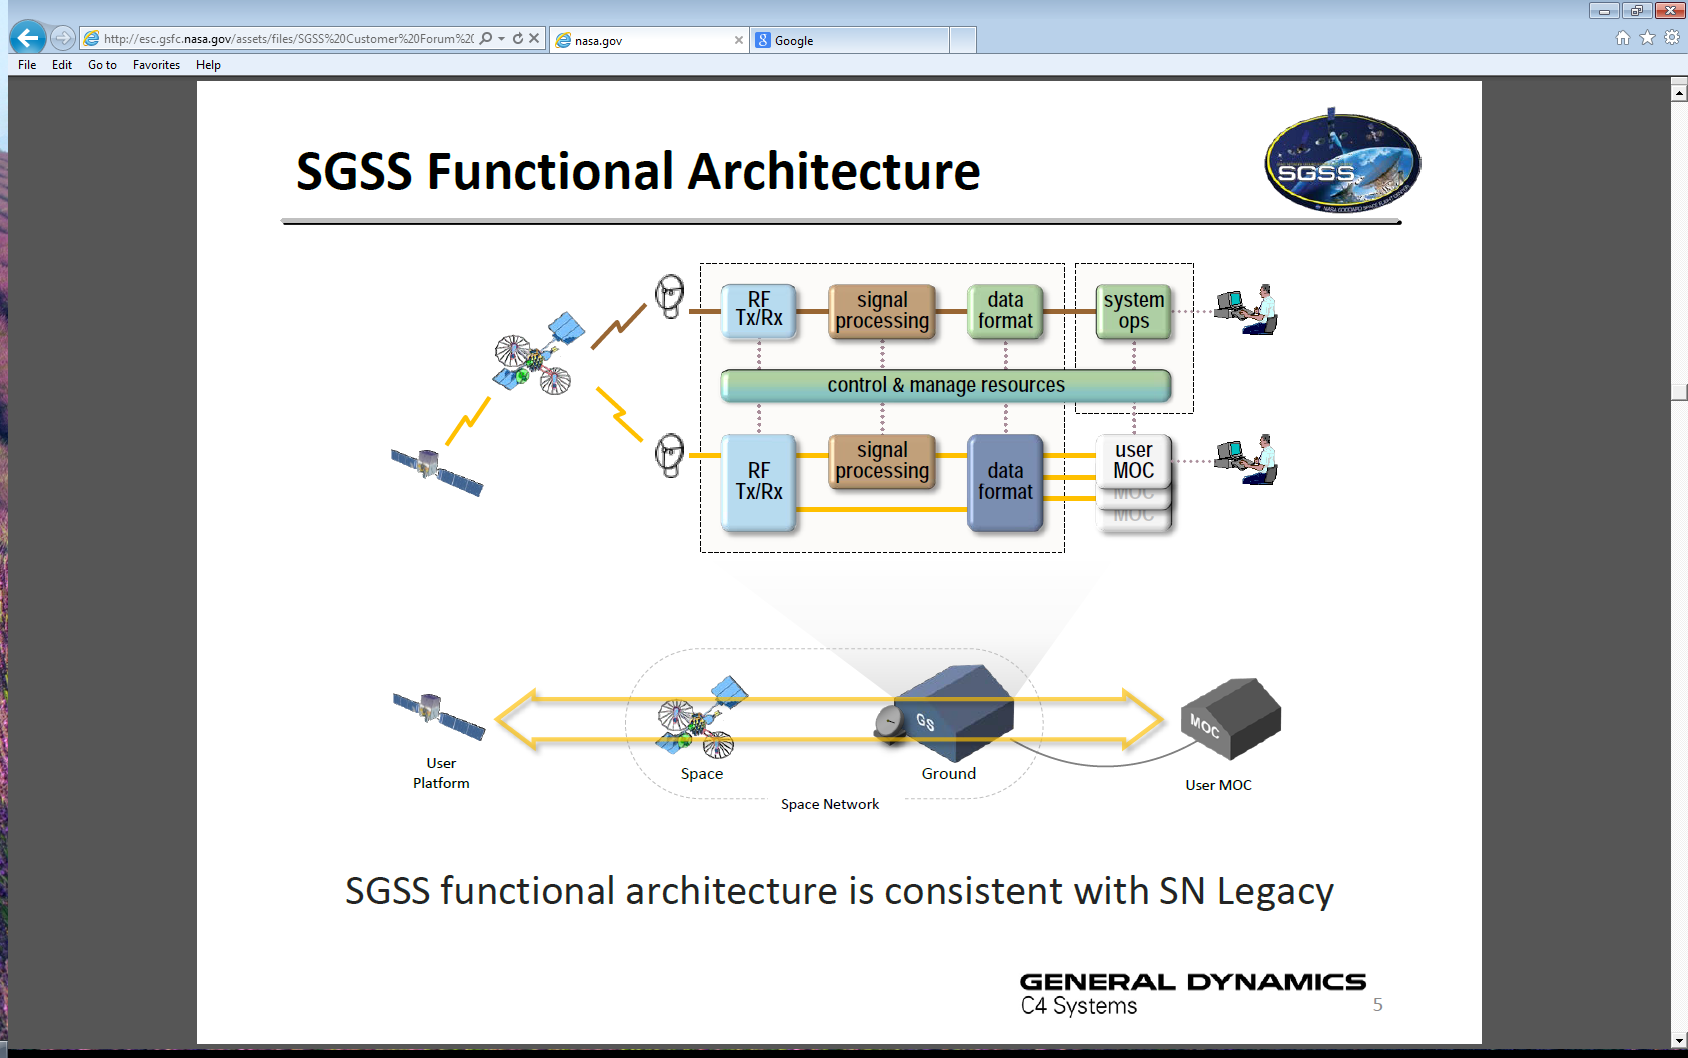 http://esc.gsfc.nasa.gov/assets/files/SGSS%20Customer%20Forum%20
nasa.gov
Google
File Edit Go to Favorites Help
SGSS Functional Architecture
SGSS
RF
Tx/Rx
signal
processing
data
format
system
ops
control & manage resources
RF
Tx/Rx
signal
processing
data
format
user
MOC
MOC
MOC
GS
MOC
User
Platform
Space
Ground
Space Network
User MOC
SGSS functional architecture is consistent with SN Legacy
GENERAL DYNAMICS
C4 Systems
5